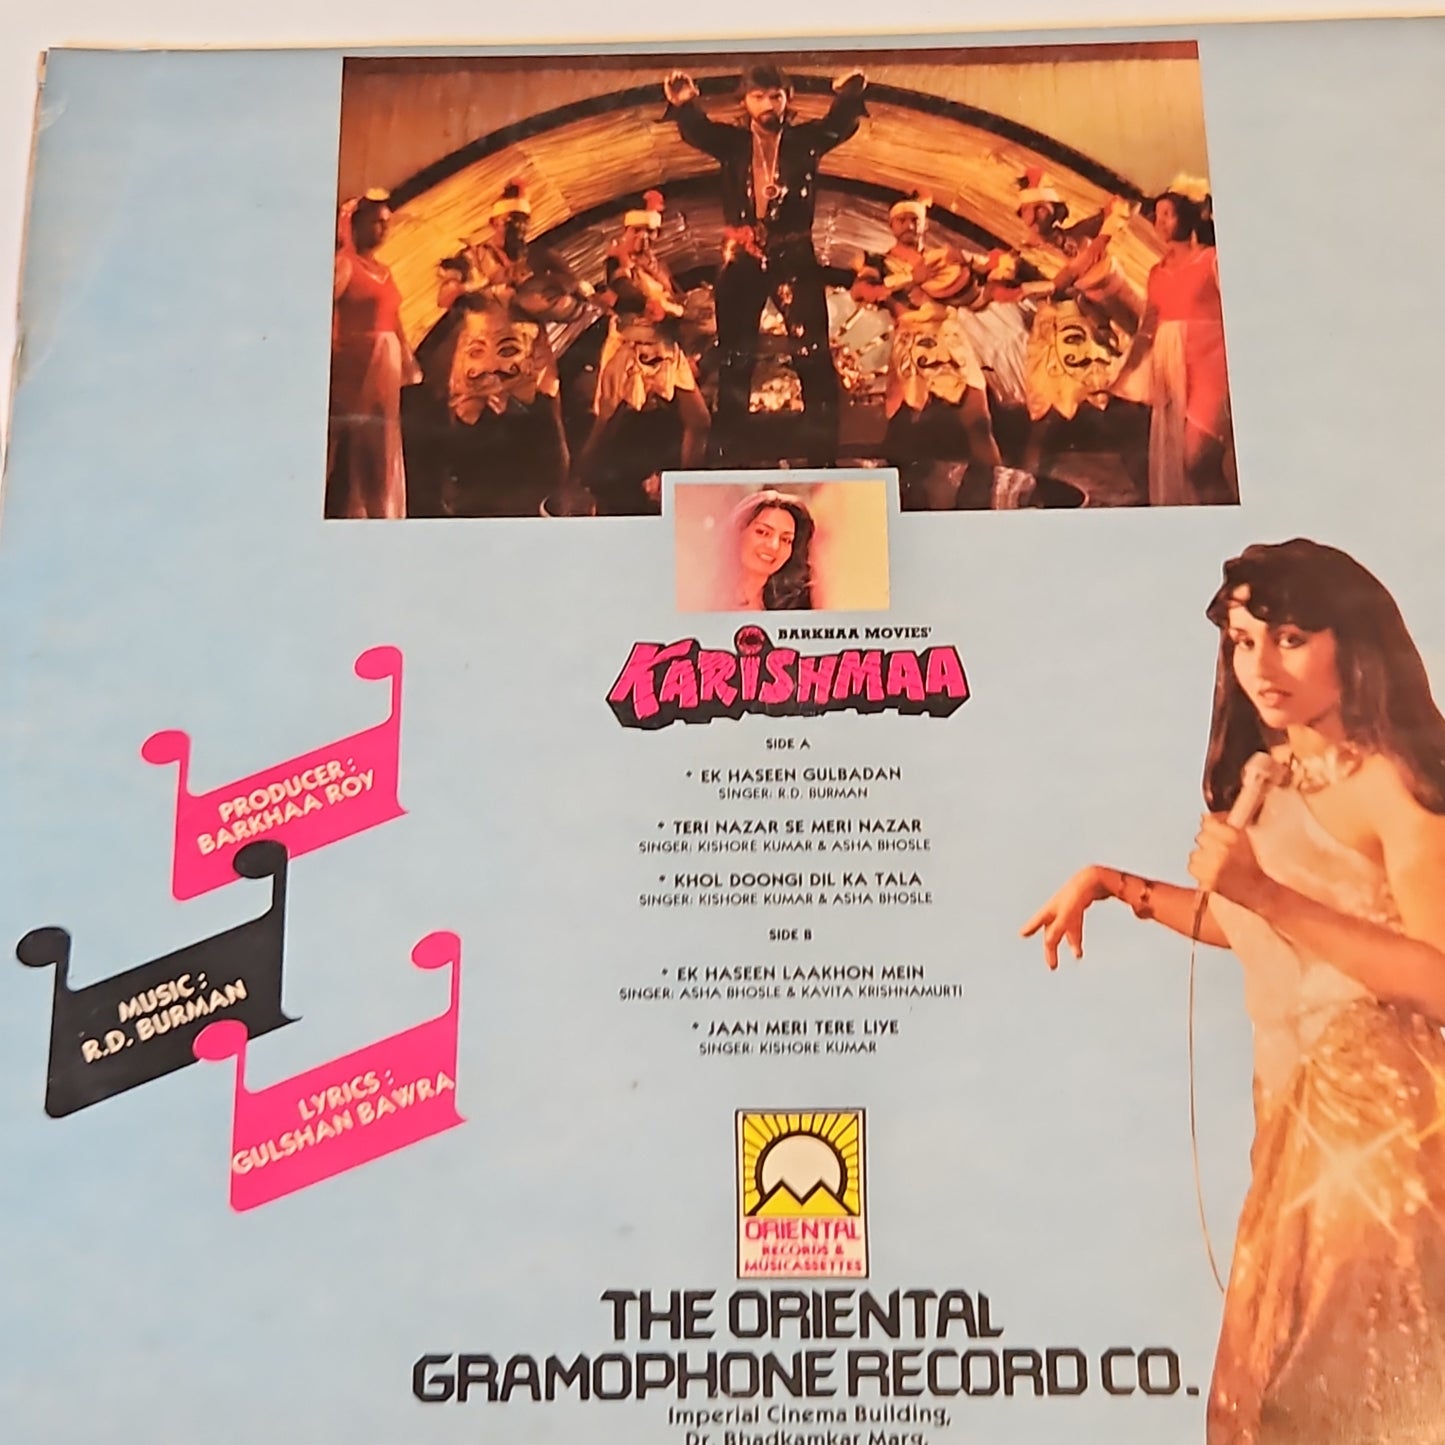 BARKHAA MOVIES'
KARISHMAA
SIDE A
* EK HASEEN GULBADAN
SINGER: R.D. BURMAN
* TERI NAZAR SE MERI NAZAR
SINGER: KISHORE KUMAR & ASHA BHOSLE
* KHOL DOONGI DIL KA TALA
SINGER: KISHORE KUMAR & ASHA BHOSLE
SIDE B
* EK HASEEN LAAKHON MEIN
SINGER: ASHA BHOSLE & KAVITA KRISHNAMURTI
* JAAN MERI TERE LIYE
SINGER: KISHORE KUMAR
PRODUCER:
BARKHAA ROY
MUSIC:
R.D. BURMAN
LYRICS:
GULSHAN BAWRA
ORIENTAL
RECORDS &
MUSICASSETTES
THE ORIENTAL
GRAMOPHONE RECORD CO.
Imperial Cinema Building,
Dr. Bhadkamkar Marg,